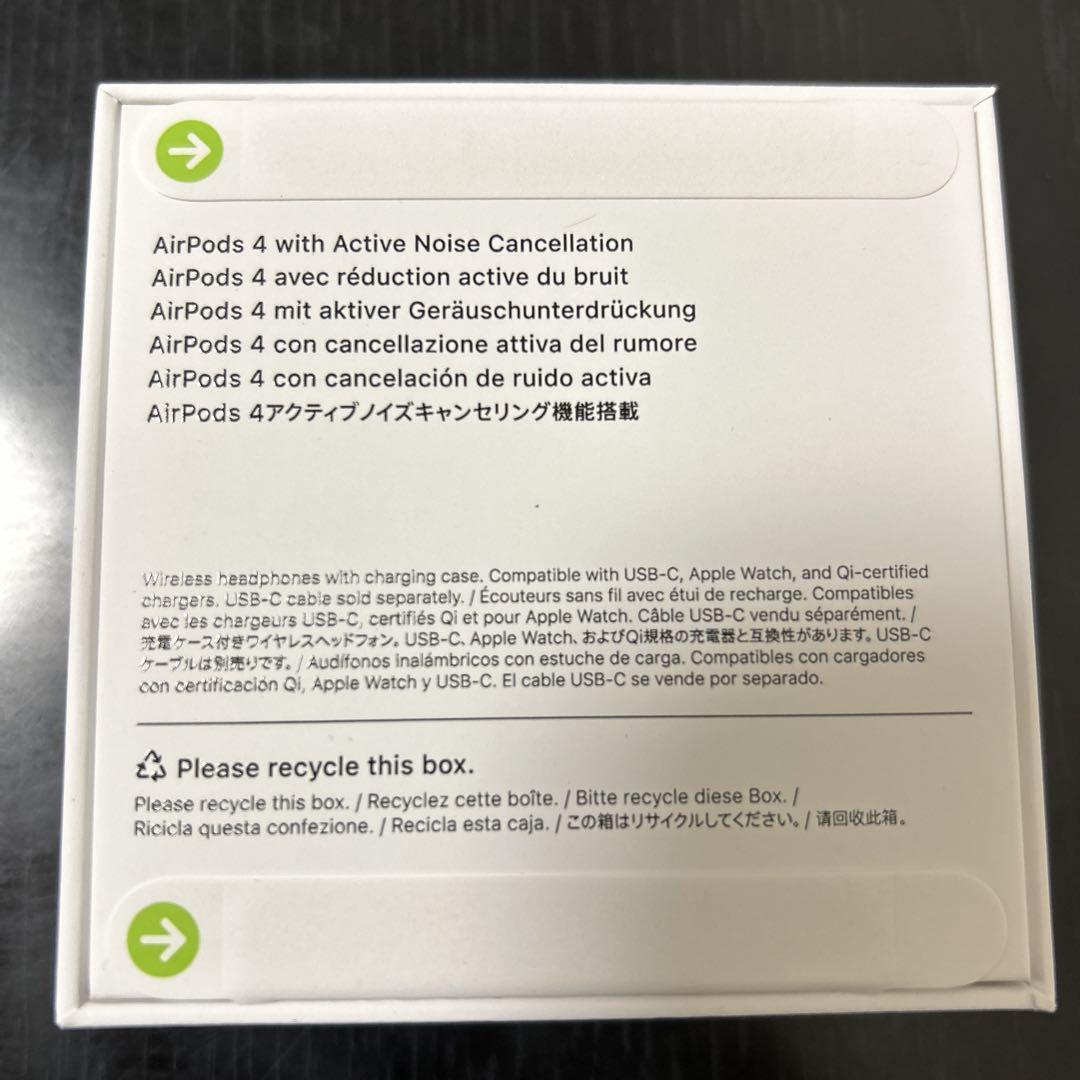 AirPods 4 with Active Noise Cancellation
AirPods 4 avec réduction active du bruit
AirPods 4 mit aktiver Geräuschunterdrückung
AirPods 4 con cancellazione attiva del rumore
AirPods 4 con cancelación de ruido activa
AirPods 4アクティブノイズキャンセリング機能搭載
Wireless headphones with charging case. Compatible with USB-C, Apple Watch, and Qi-certified
chargers. USB-C cable sold separately. / Écouteurs sans fil avec étui de recharge. Compatibles
avec les chargeurs USB-C, certifiés Qi et pour Apple Watch. Câble USB-C vendu séparément. /
充電ケース付きワイヤレスヘッドフォン。USB-C、Apple Watch、およびQi規格の充電器と互換性があります。USB-C
ケーブルは別売りです。/ Audífonos inalámbricos con estuche de carga. Compatibles con cargadores
con certificación Qi, Apple Watch y USB-C. El cable USB-C se vende por separado.
Please recycle this box.
Please recycle this box. / Recyclez cette boîte. / Bitte recycle diese Box. /
Ricicla questa confezione. / Recicla esta caja. / この箱はリサイクルしてください。/ 请回收此箱。